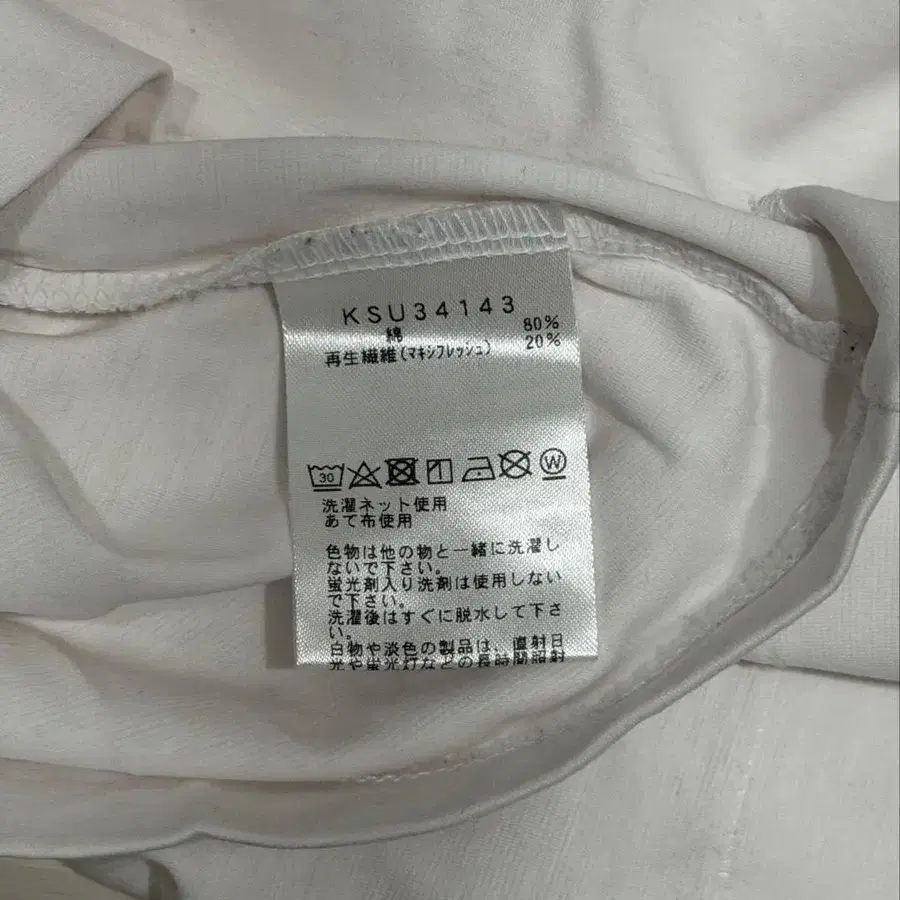 KSU34143
綿 80%
再生繊維(マキシフレッシュ) 20%
30 W
洗濯ネット使用
あて布使用
色物は他の物と一緒に洗濯し
ないで下さい。
蛍光剤入り洗剤は使用しない
で下さい。
洗濯後はすぐに脱水して下さ
い。
白物や淡色の製品は、直射日
光や蛍光灯などの長時間照射